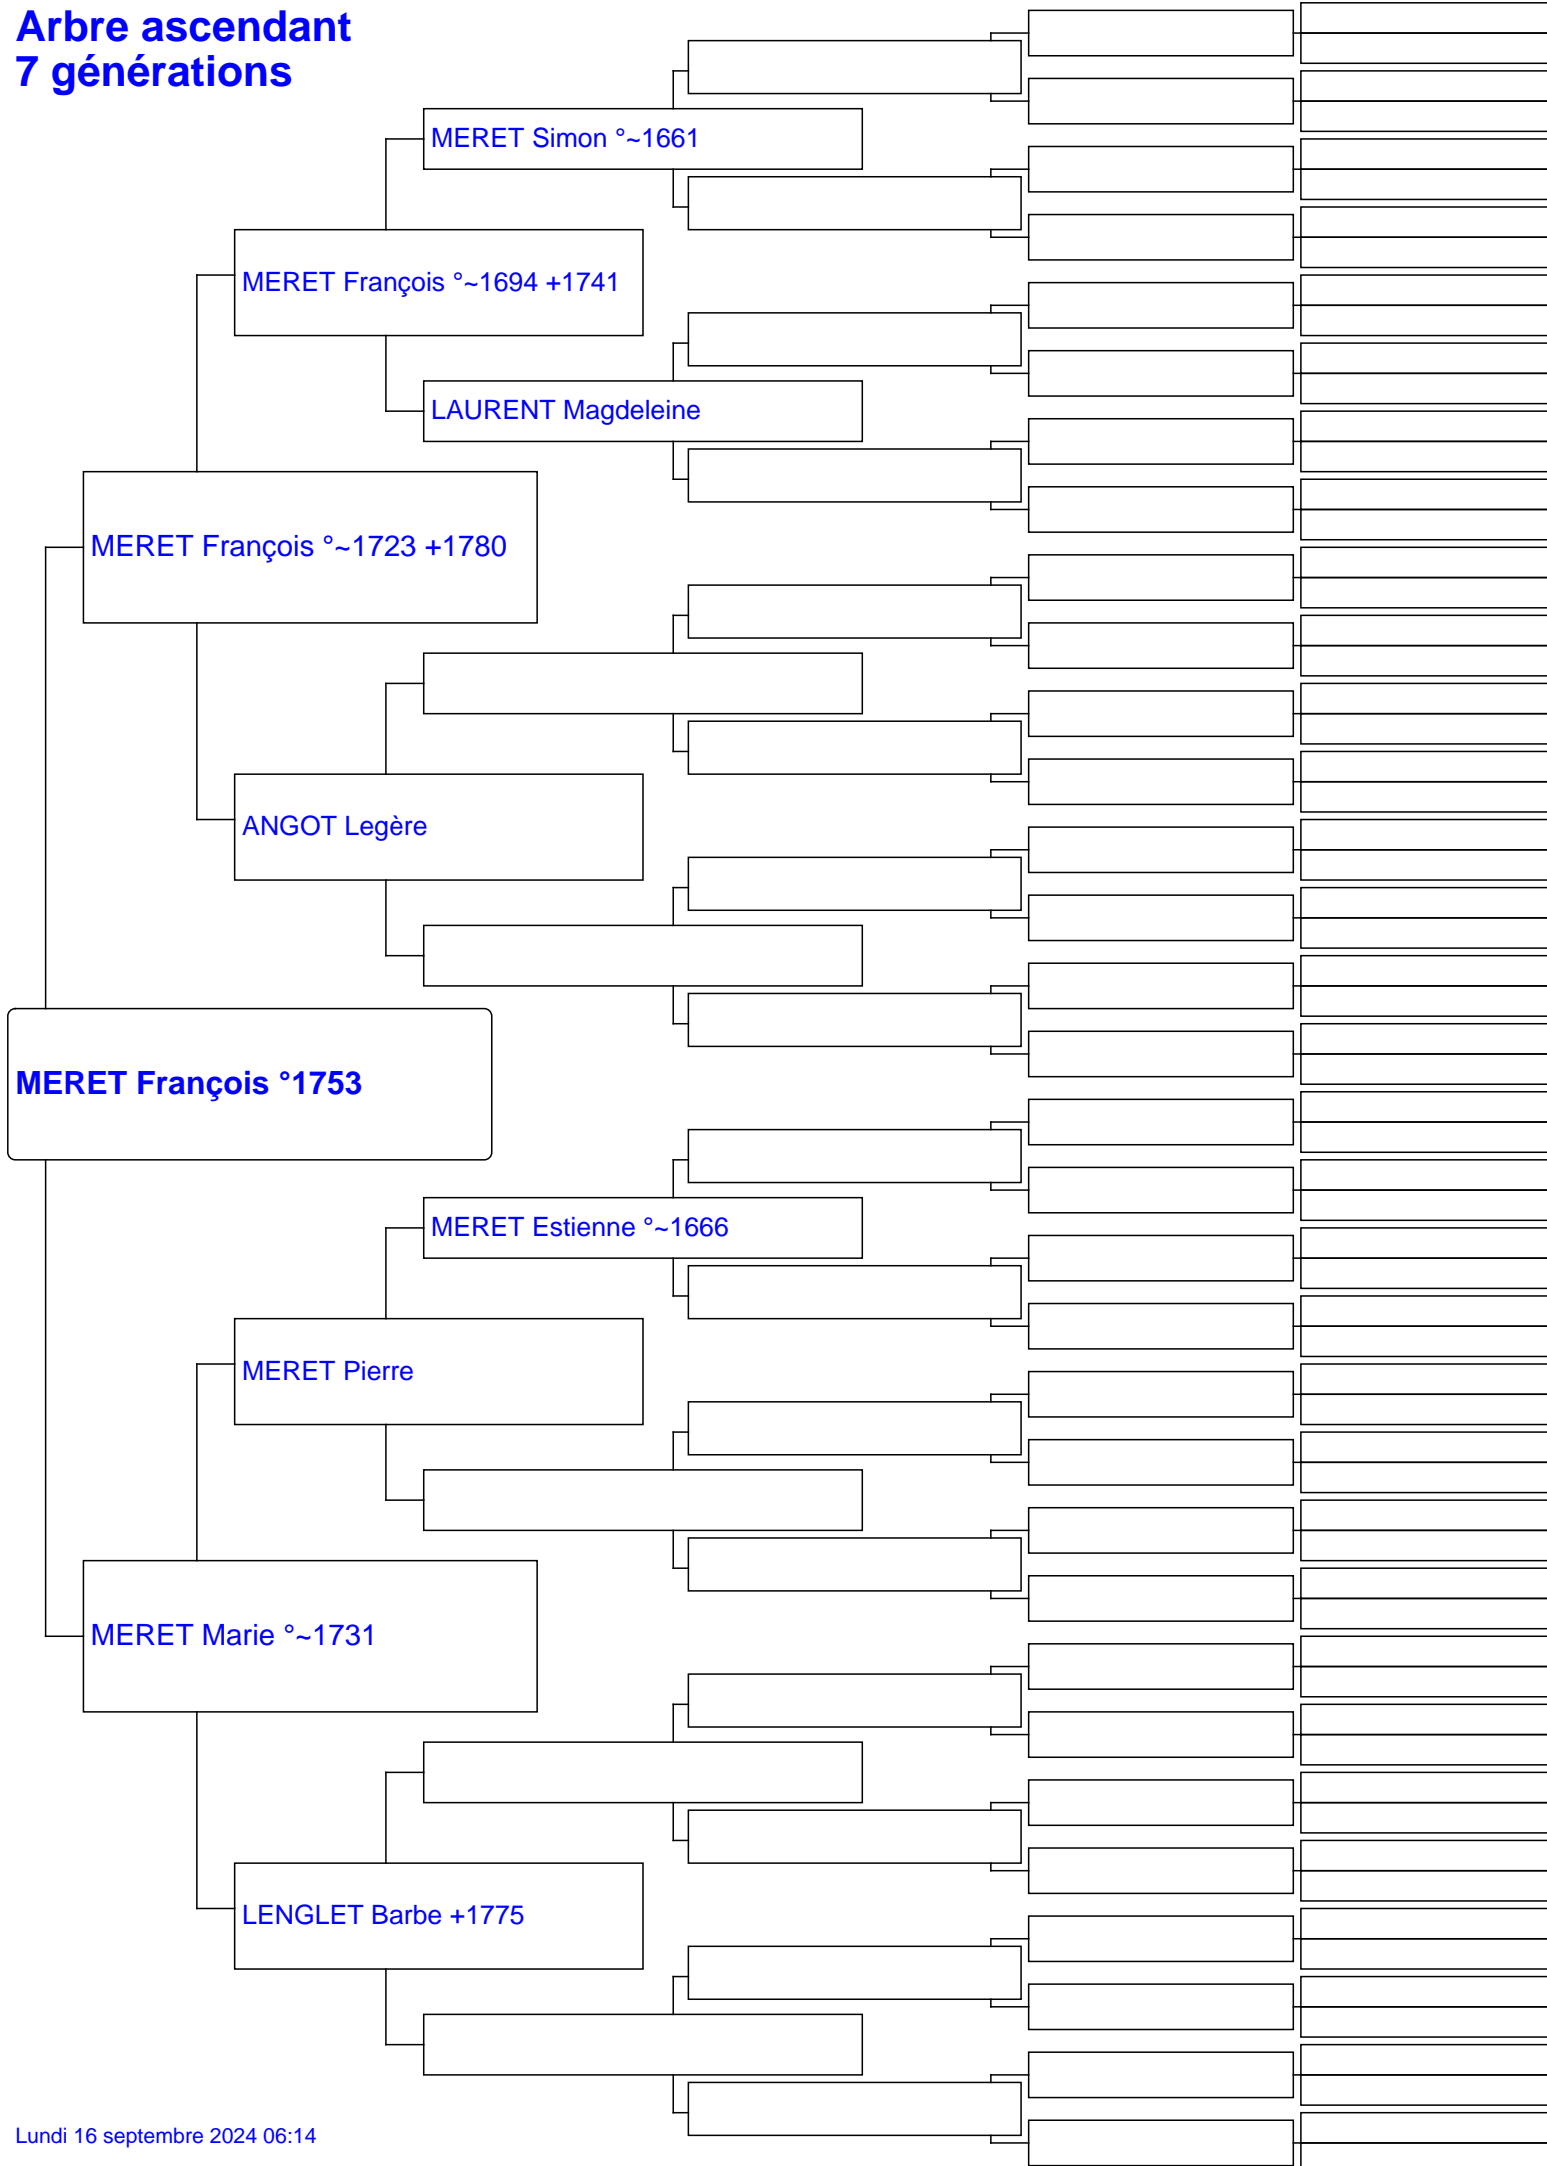 Arbre ascendant
7 générations
MERET Simon °~1661
MERET François °~1694 +1741
LAURENT Magdeleine
MERET François °~1723 +1780
ANGOT Legère
MERET François °1753
MERET Estienne °~1666
MERET Pierre
MERET Marie °~1731
LENGLET Barbe +1775
Lundi 16 septembre 2024 06:14